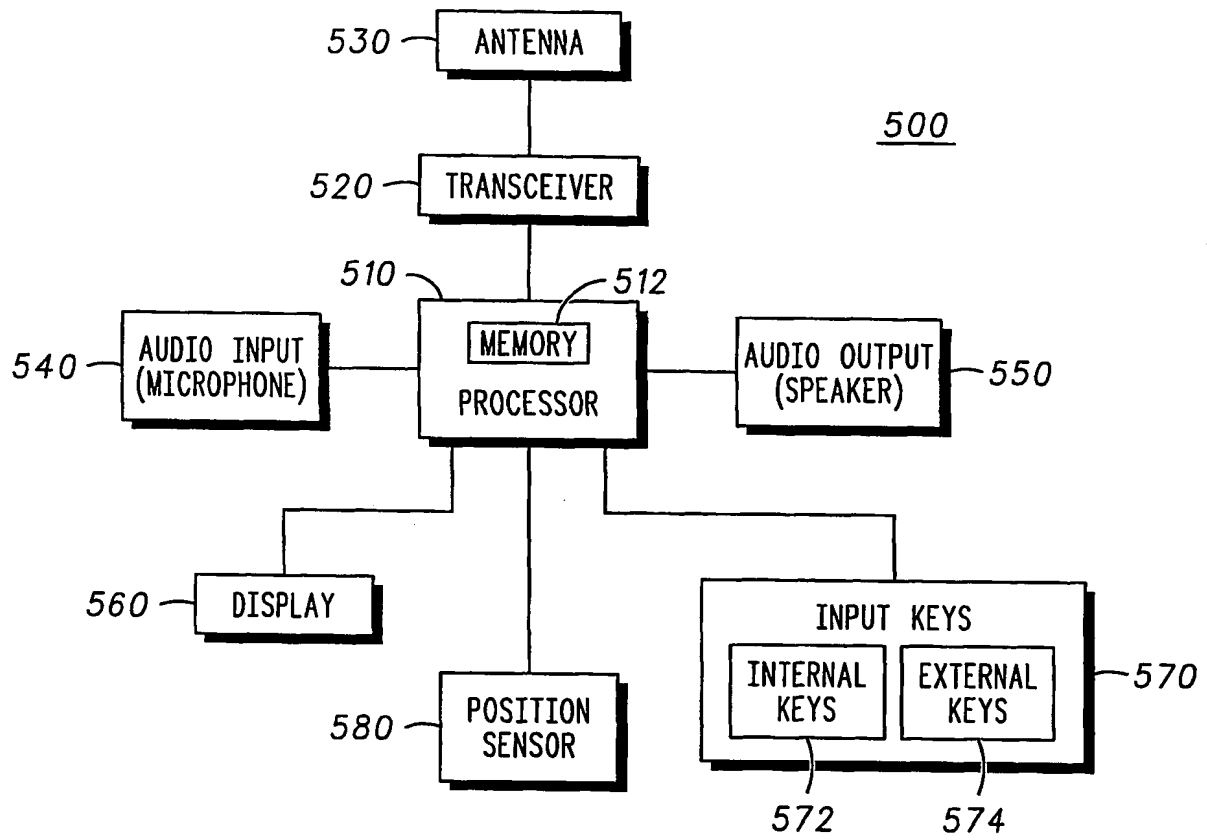 530
ANTENNA
500
520
TRANSCEIVER
510
512
MEMORY
PROCESSOR
540
AUDIO INPUT
(MICROPHONE)
AUDIO OUTPUT
(SPEAKER)
550
560
DISPLAY
580
POSITION
SENSOR
INPUT KEYS
INTERNAL
KEYS
EXTERNAL
KEYS
570
572
574